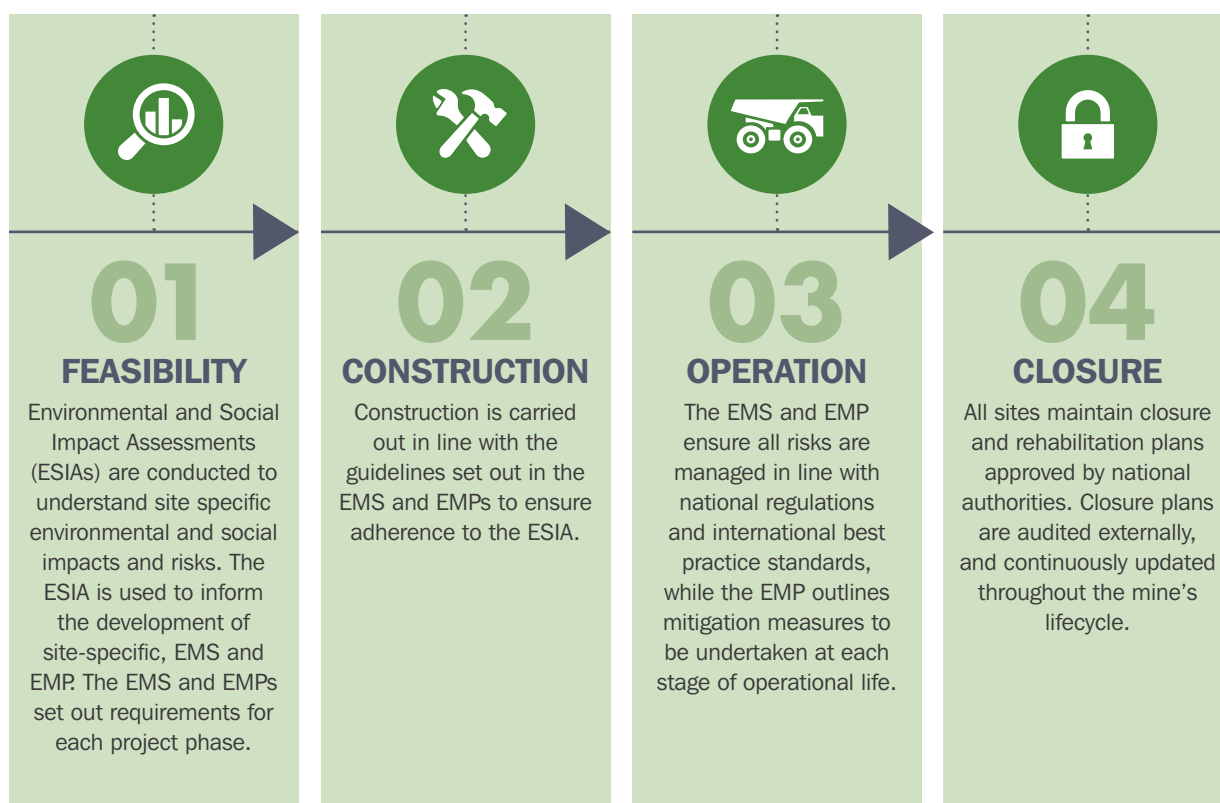 01
FEASIBILITY
Environmental and Social
Impact Assessments
(ESIAs) are conducted to
understand site specific
environmental and social
impacts and risks. The
ESIA is used to inform
the development of
site-specific, EMS and
EMP. The EMS and EMPs
set out requirements for
each project phase.
02
CONSTRUCTION
Construction is carried
out in line with the
guidelines set out in the
EMS and EMPs to ensure
adherence to the ESIA.
03
OPERATION
The EMS and EMP
ensure all risks are
managed in line with
national regulations
and international best
practice standards,
while the EMP outlines
mitigation measures to
be undertaken at each
stage of operational life.
04
CLOSURE
All sites maintain closure
and rehabilitation plans
approved by national
authorities. Closure plans
are audited externally,
and continuously updated
throughout the mine’s
lifecycle.